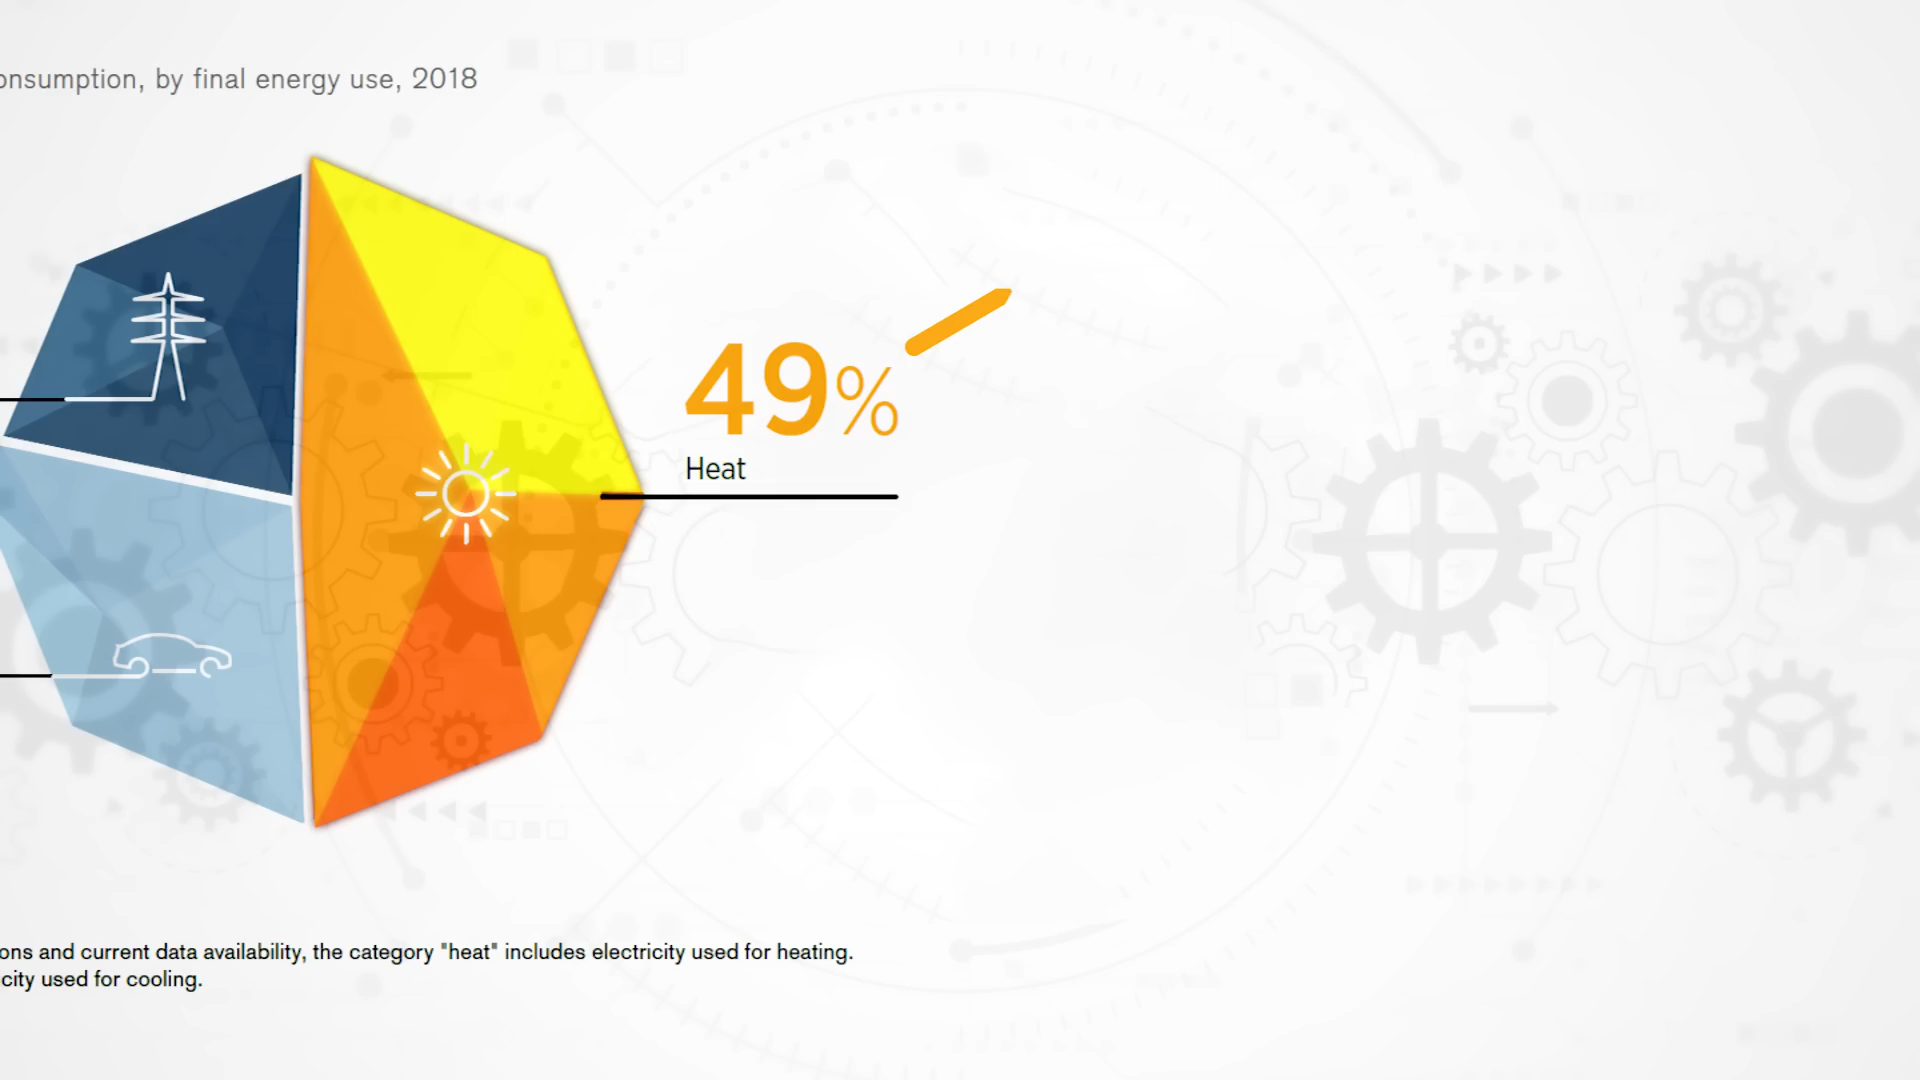 onsumption, by final energy use, 2018
49%
Heat
ons and current data availability, the category "heat" includes electricity used for heating.
city used for cooling.